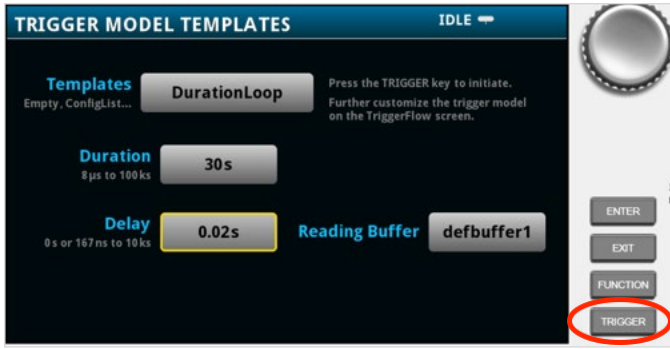 TRIGGER MODEL TEMPLATES
IDLE
Templates
Empty, ConfigList...
DurationLoop
Press the TRIGGER key to initiate.
Further customize the trigger model
on the TriggerFlow screen.
Duration
8µs to 100ks
30s
Delay
0s or 167ns to 10ks
0.02s
Reading Buffer
defbuffer1
ENTER
EXIT
FUNCTION
TRIGGER